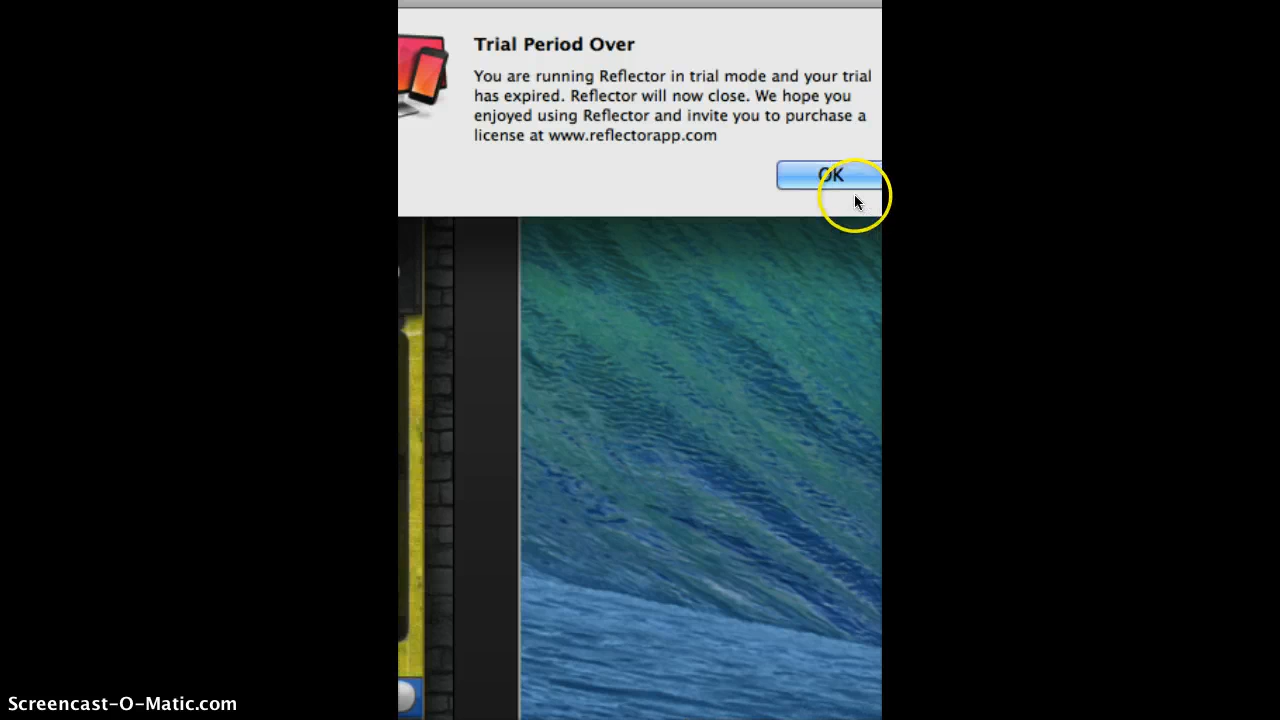 Trial Period Over
You are running Reflector in trial mode and your trial
has expired. Reflector will now close. We hope you
enjoyed using Reflector and invite you to purchase a
license at www.reflectorapp.com
OK
Screencast-O-Matic.com